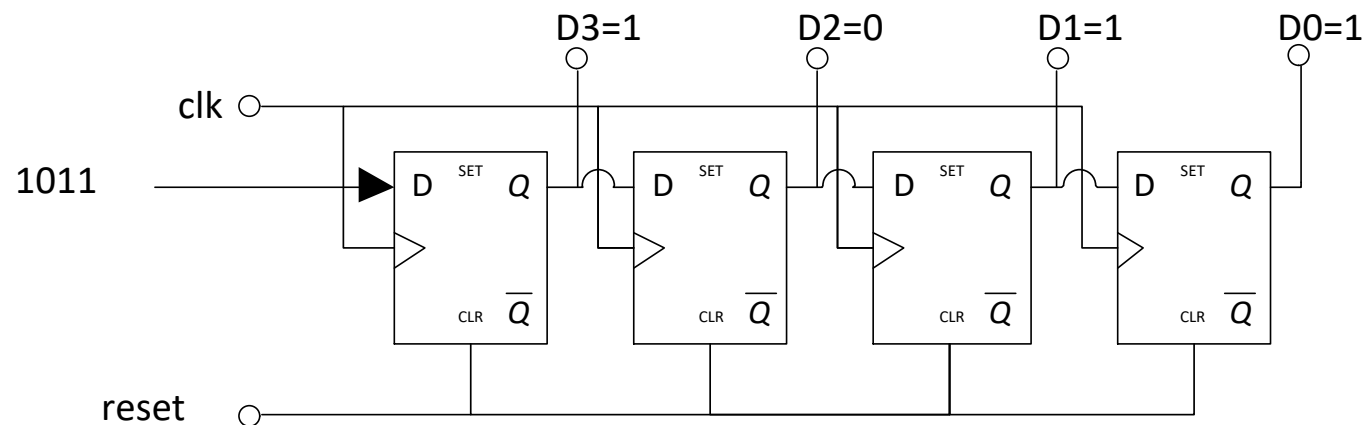 D3=1 D2=0 D1=1 D0=1
clk
1011
D SET Q D SET Q D SET Q D SET Q
CLR Q CLR Q CLR Q CLR Q
reset